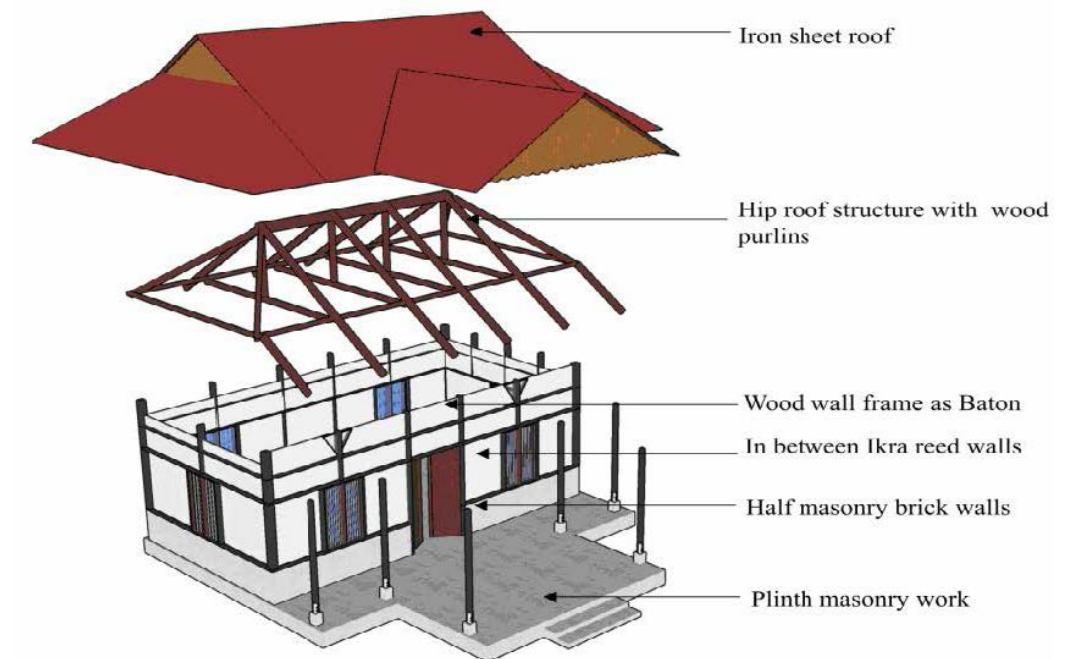 Iron sheet roof
Hip roof structure with wood
purlins
Wood wall frame as Baton
In between Ikra reed walls
Half masonry brick walls
Plinth masonry work